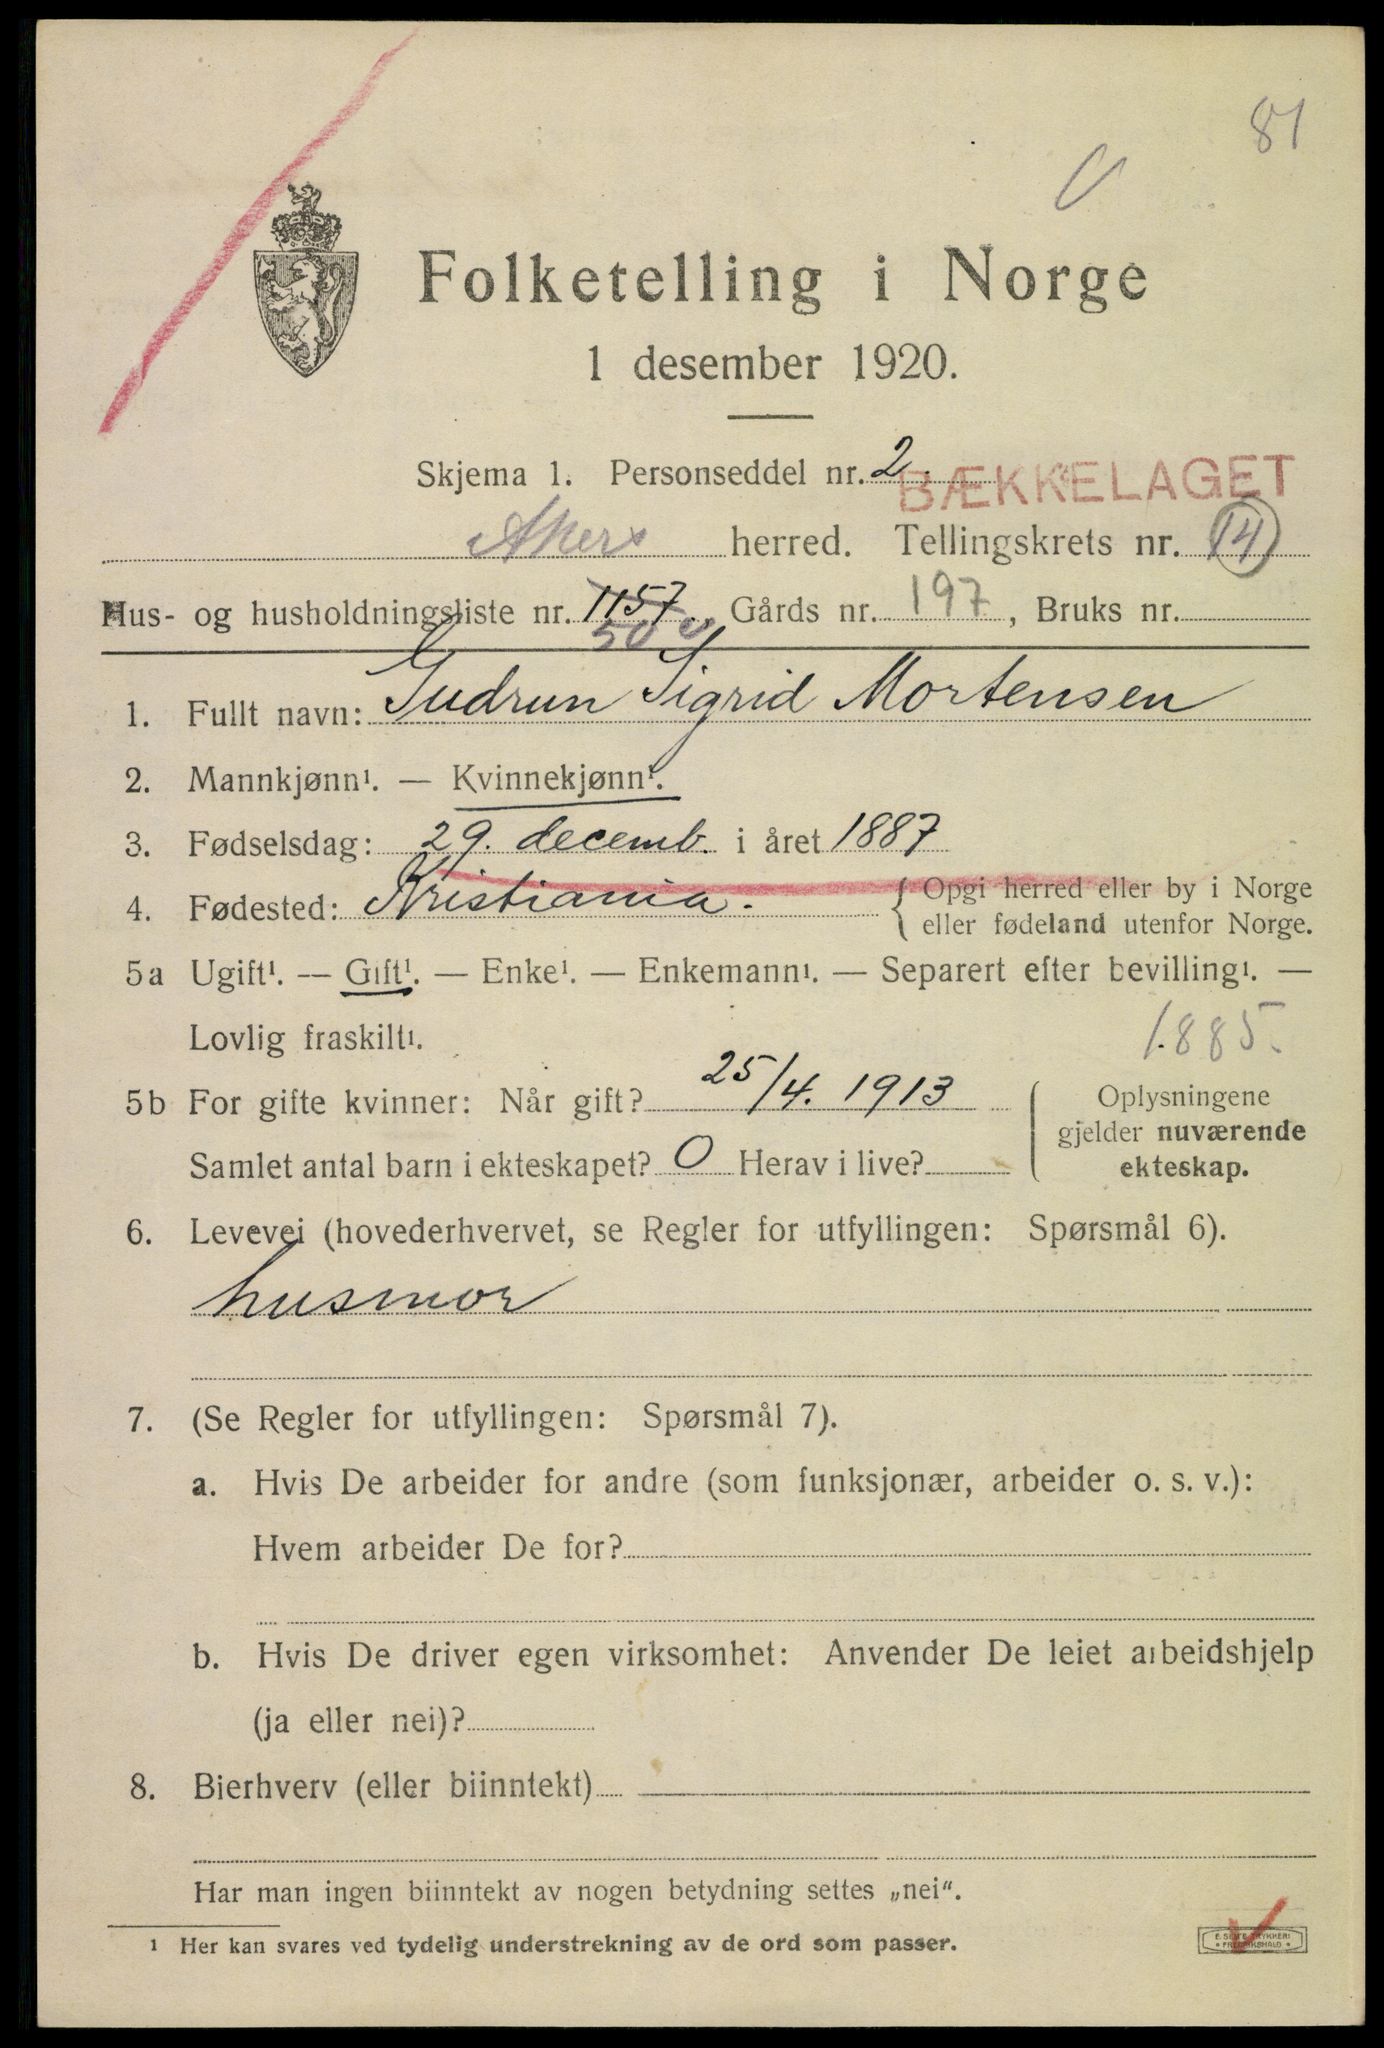 81
Folketelling i Norge
1 desember 1920.
Skjema 1. Personseddel nr. 2.
BÆKKELAGET
Akers herred. Tellingskrets nr. 14
Hus- og husholdningsliste nr. 1157. Gårds nr. 197, Bruks nr.
50
1. Fullt navn: Gudrun Sigrid Mortensen
2. Mannkjønn¹. — Kvinnekjønn¹.
3. Fødselsdag: 29. decemb. i året 1887
4. Fødested: Kristiania. { Opgi herred eller by i Norge
eller fødeland utenfor Norge.
5a Ugift¹. — Gift¹. — Enke¹. — Enkemann¹. — Separert efter bevilling¹. —
Lovlig fraskilt¹.
1.885.
5b For gifte kvinner: Når gift? 25/4. 1913
Samlet antal barn i ekteskapet? 0 Herav i live?
Oplysningene
gjelder nuværende
ekteskap.
6. Levevei (hovederhvervet, se Regler for utfyllingen: Spørsmål 6).
husmor
7. (Se Regler for utfyllingen: Spørsmål 7).
a. Hvis De arbeider for andre (som funksjonær, arbeider o. s. v.):
Hvem arbeider De for?
b. Hvis De driver egen virksomhet: Anvender De leiet arbeidshjelp
(ja eller nei)?
8. Bierhverv (eller biinntekt)
Har man ingen biinntekt av nogen betydning settes „nei“.
¹ Her kan svares ved tydelig understrekning av de ord som passer.